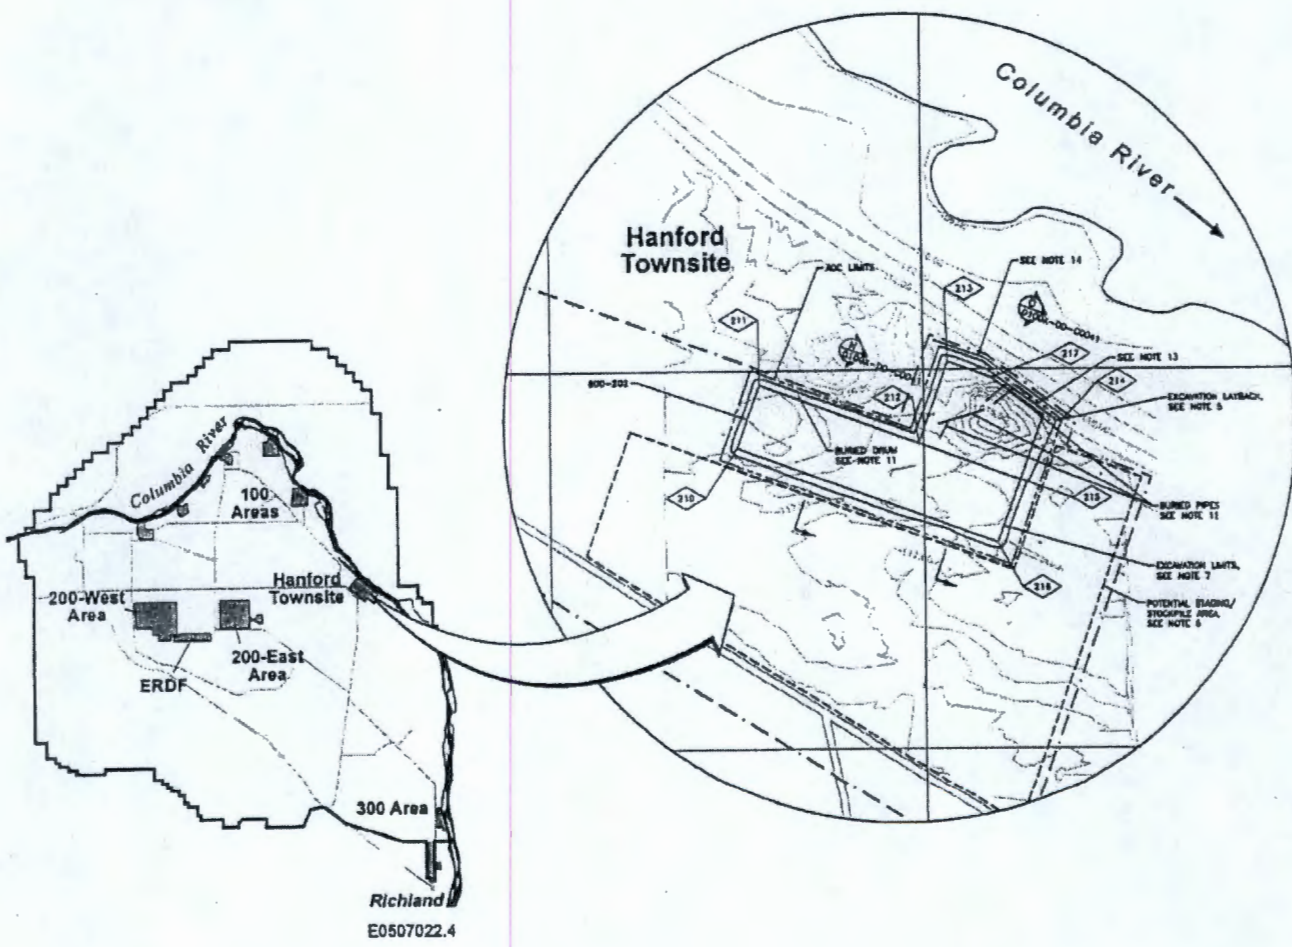 Columbia River
Hanford
Townsite
AOC LIMITS
SEE NOTE 14
213
211
217
SEE NOTE 13
214
212
EXCAVATION LAYBACK,
SEE NOTE 5
BURIED DRUM
SEE NOTE 11
210
215
BURIED PIPES
SEE NOTE 11
EXCAVATION LIMITS,
SEE NOTE 7
216
POTENTIAL STAGING/
STOCKPILE AREA,
SEE NOTE 6
Columbia River
100
Areas
Hanford
Townsite
200-West
Area
200-East
Area
ERDF
300 Area
Richland
E0507022.4